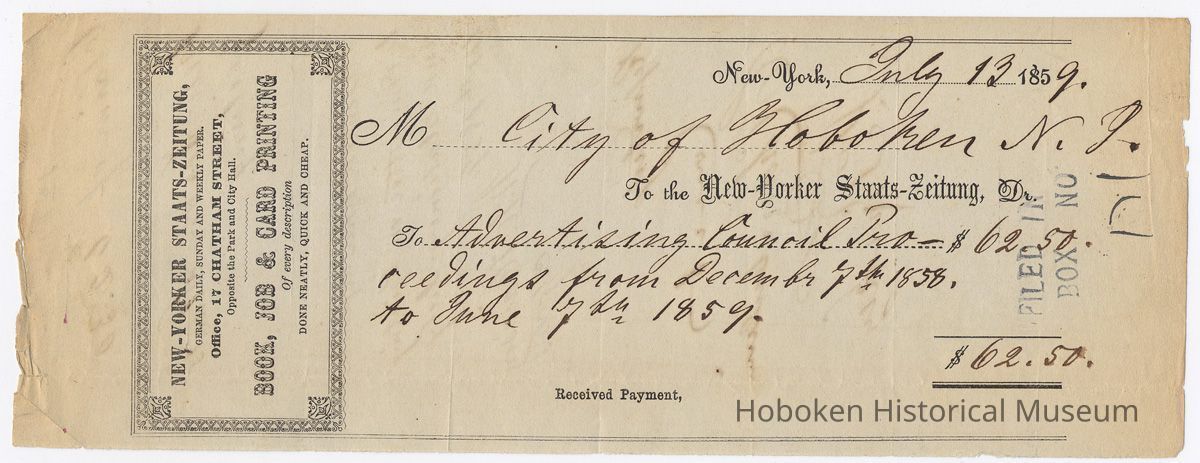 NEW-YORKER STAATS-ZEITUNG,
GERMAN DAILY, SUNDAY AND WEEKLY PAPER.
Office, 17 CHATHAM STREET,
Opposite the Park and City Hall.
BOOK, JOB & CARD PRINTING
Of every description
DONE NEATLY, QUICK AND CHEAP.
New-York, July 13 1859.
M City of Hoboken N. J.
To the New-Yorker Staats-Zeitung, Dr.
To Advertising Council Pro- $ 62.50.
ceedings from Decembr 7th 1858.
to June 7th 1859.
$ 62.50.
Received Payment,
FILED IN
BOX NO
Hoboken Historical Museum